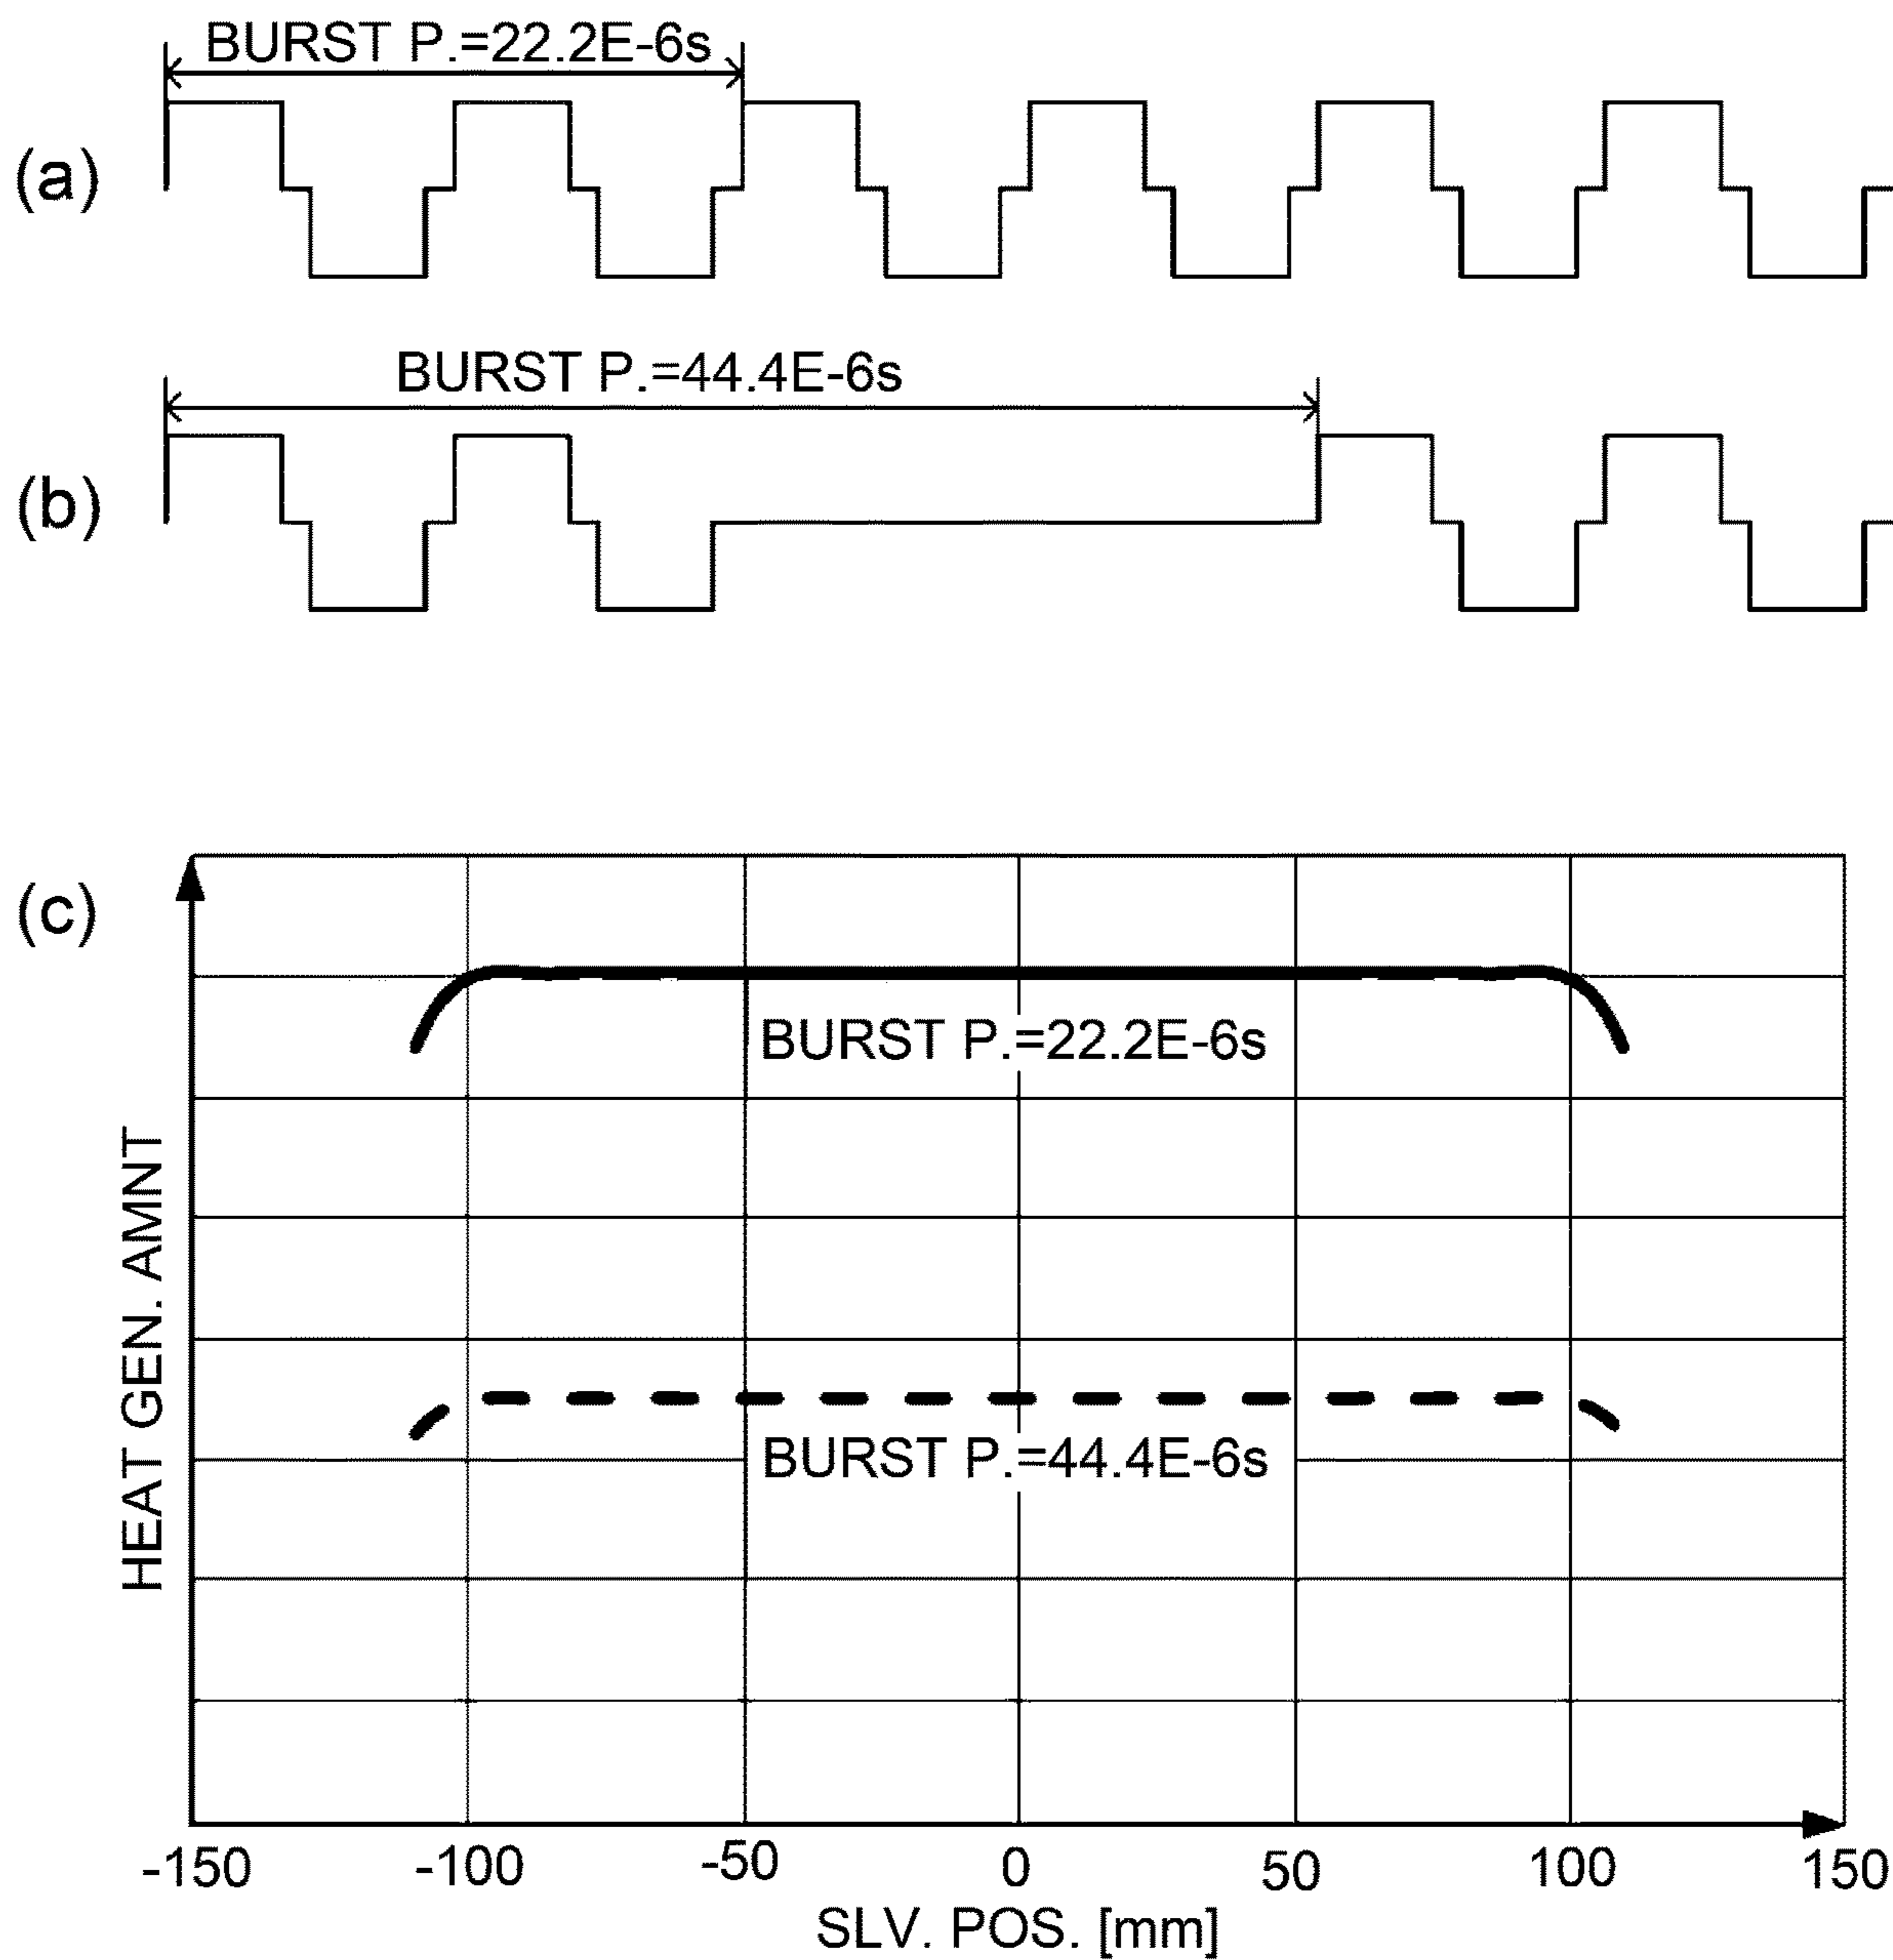 BURST P.=22.2E-6s
(a)
BURST P.=44.4E-6s
(b)
(c)
BURST P.=22.2E-6s
HEAT GEN. AMNT
BURST P.=44.4E-6s
-150 -100 -50 0 50 100 150
SLV. POS. [mm]